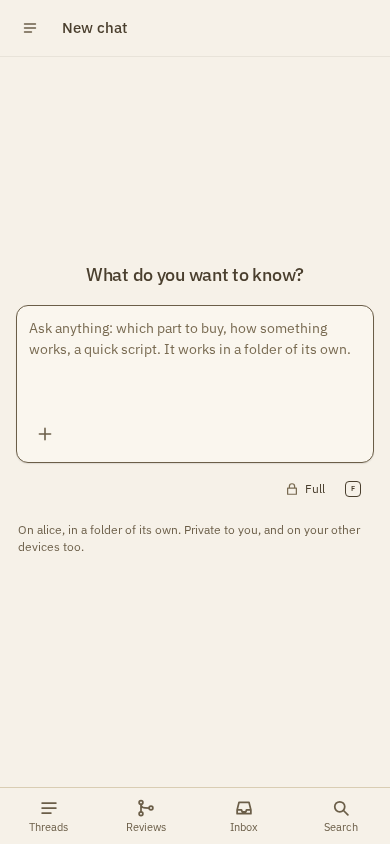 New chat
What do you want to know?
Ask anything: which part to buy, how something
works, a quick script. It works in a folder of its own.
Full
F
On alice, in a folder of its own. Private to you, and on your other
devices too.
Threads
Reviews
Inbox
Search